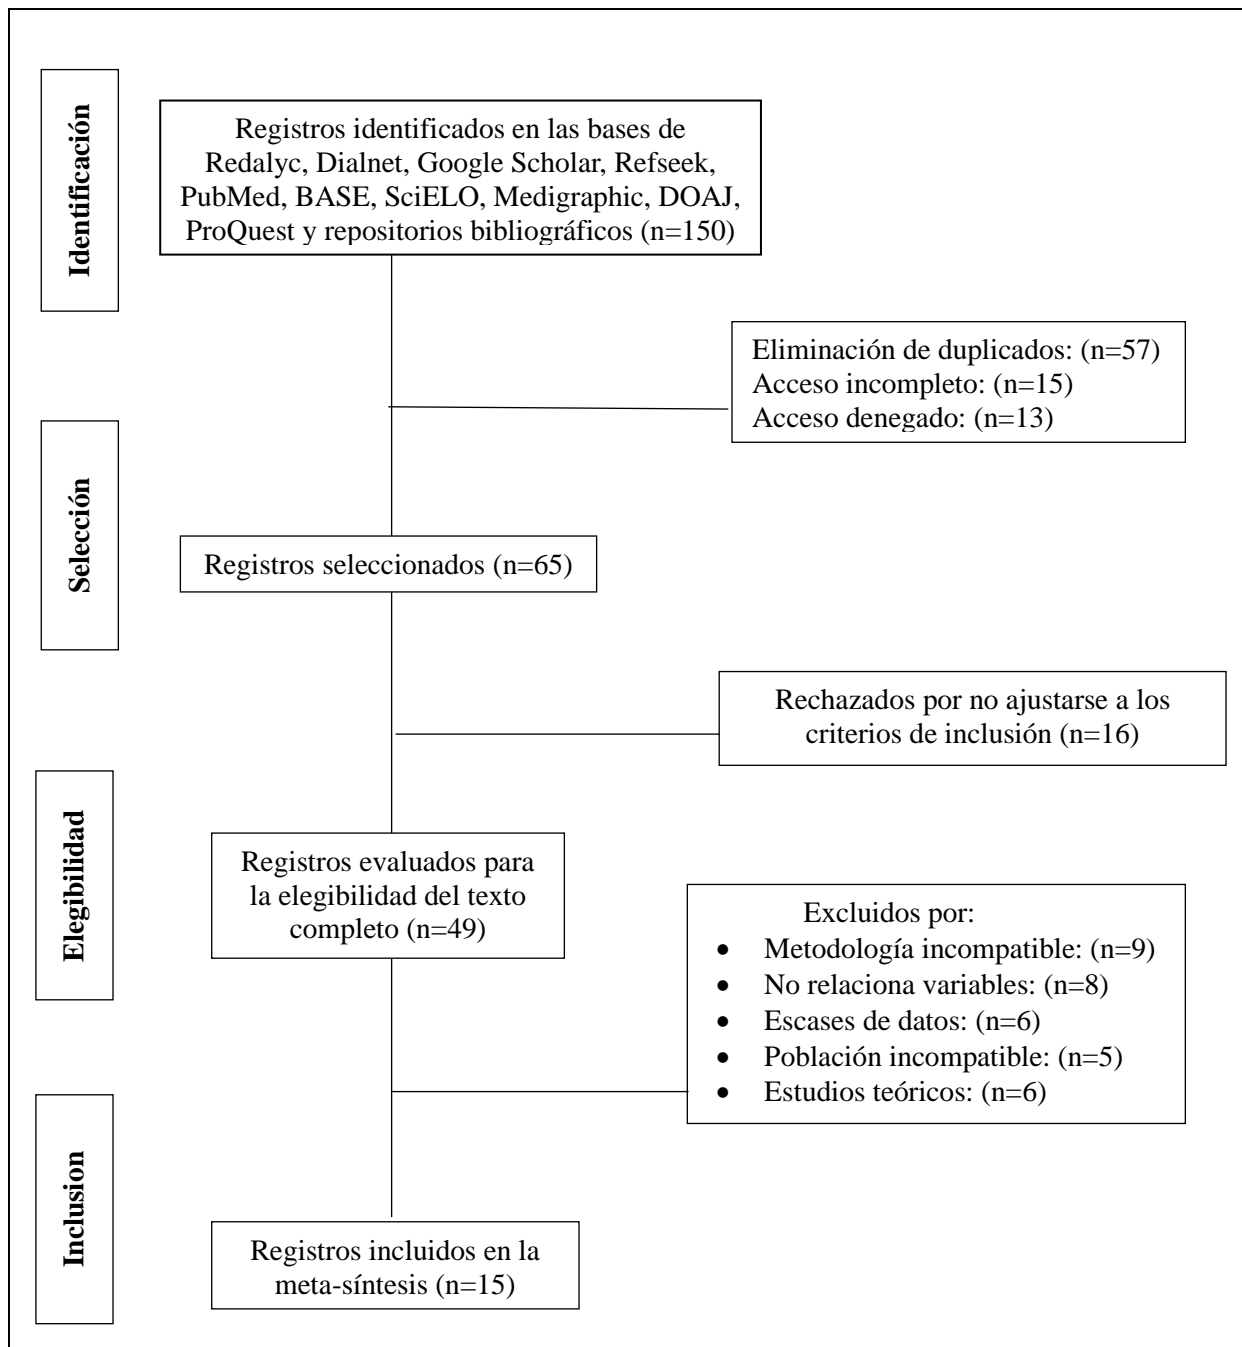 Identificación
Registros identificados en las bases de
Redalyc, Dialnet, Google Scholar, Refseek,
PubMed, BASE, SciELO, Medigraphic, DOAJ,
ProQuest y repositorios bibliográficos (n=150)
Eliminación de duplicados: (n=57)
Acceso incompleto: (n=15)
Acceso denegado: (n=13)
Selección
Registros seleccionados (n=65)
Rechazados por no ajustarse a los
criterios de inclusión (n=16)
Elegibilidad
Registros evaluados para
la elegibilidad del texto
completo (n=49)
Excluidos por:
• Metodología incompatible: (n=9)
• No relaciona variables: (n=8)
• Escases de datos: (n=6)
• Población incompatible: (n=5)
• Estudios teóricos: (n=6)
Inclusion
Registros incluidos en la
meta-síntesis (n=15)